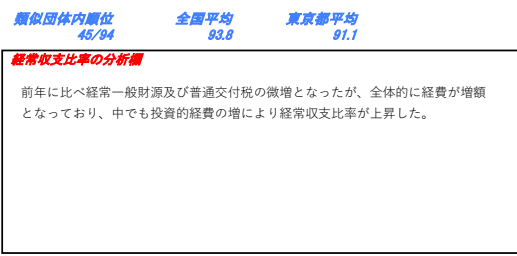 類似団体内順位 全国平均 東京都平均
45/94 93.8 91.1
経常収支比率の分析欄
前年に比べ経常一般財源及び普通交付税の微増となったが、全体的に経費が増額
となっており、中でも投資的経費の増により経常収支比率が上昇した。